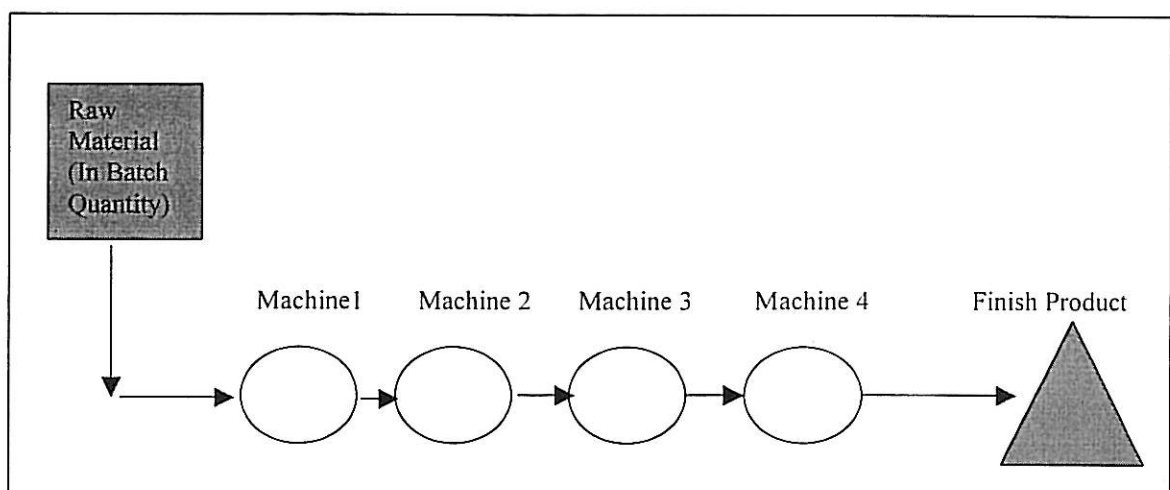 Raw
Material
(In Batch
Quantity)
Machine1 Machine 2 Machine 3 Machine 4 Finish Product